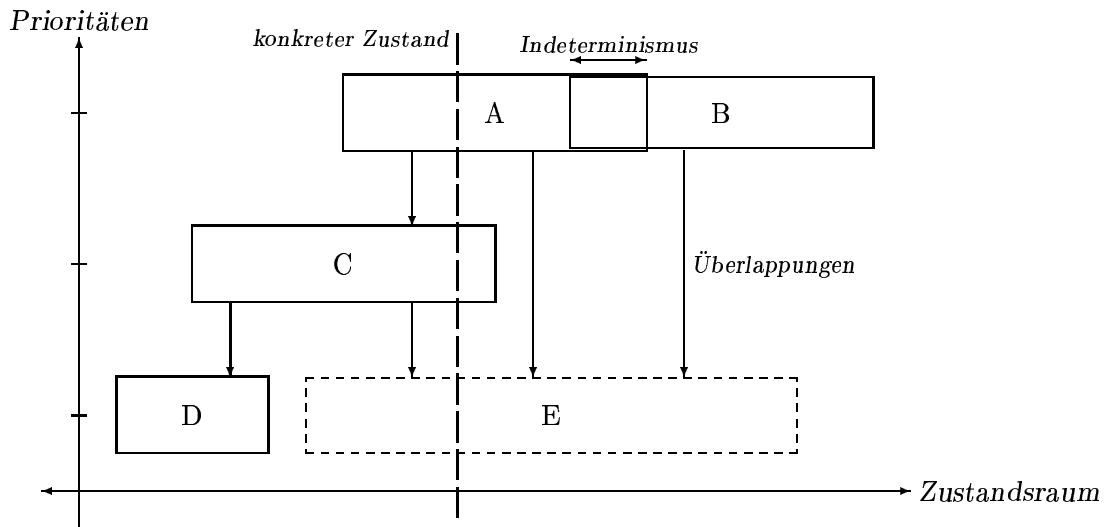 Prioritäten
konkreter Zustand
Indeterminismus
A
B
C
Überlappungen
D
E
Zustandsraum